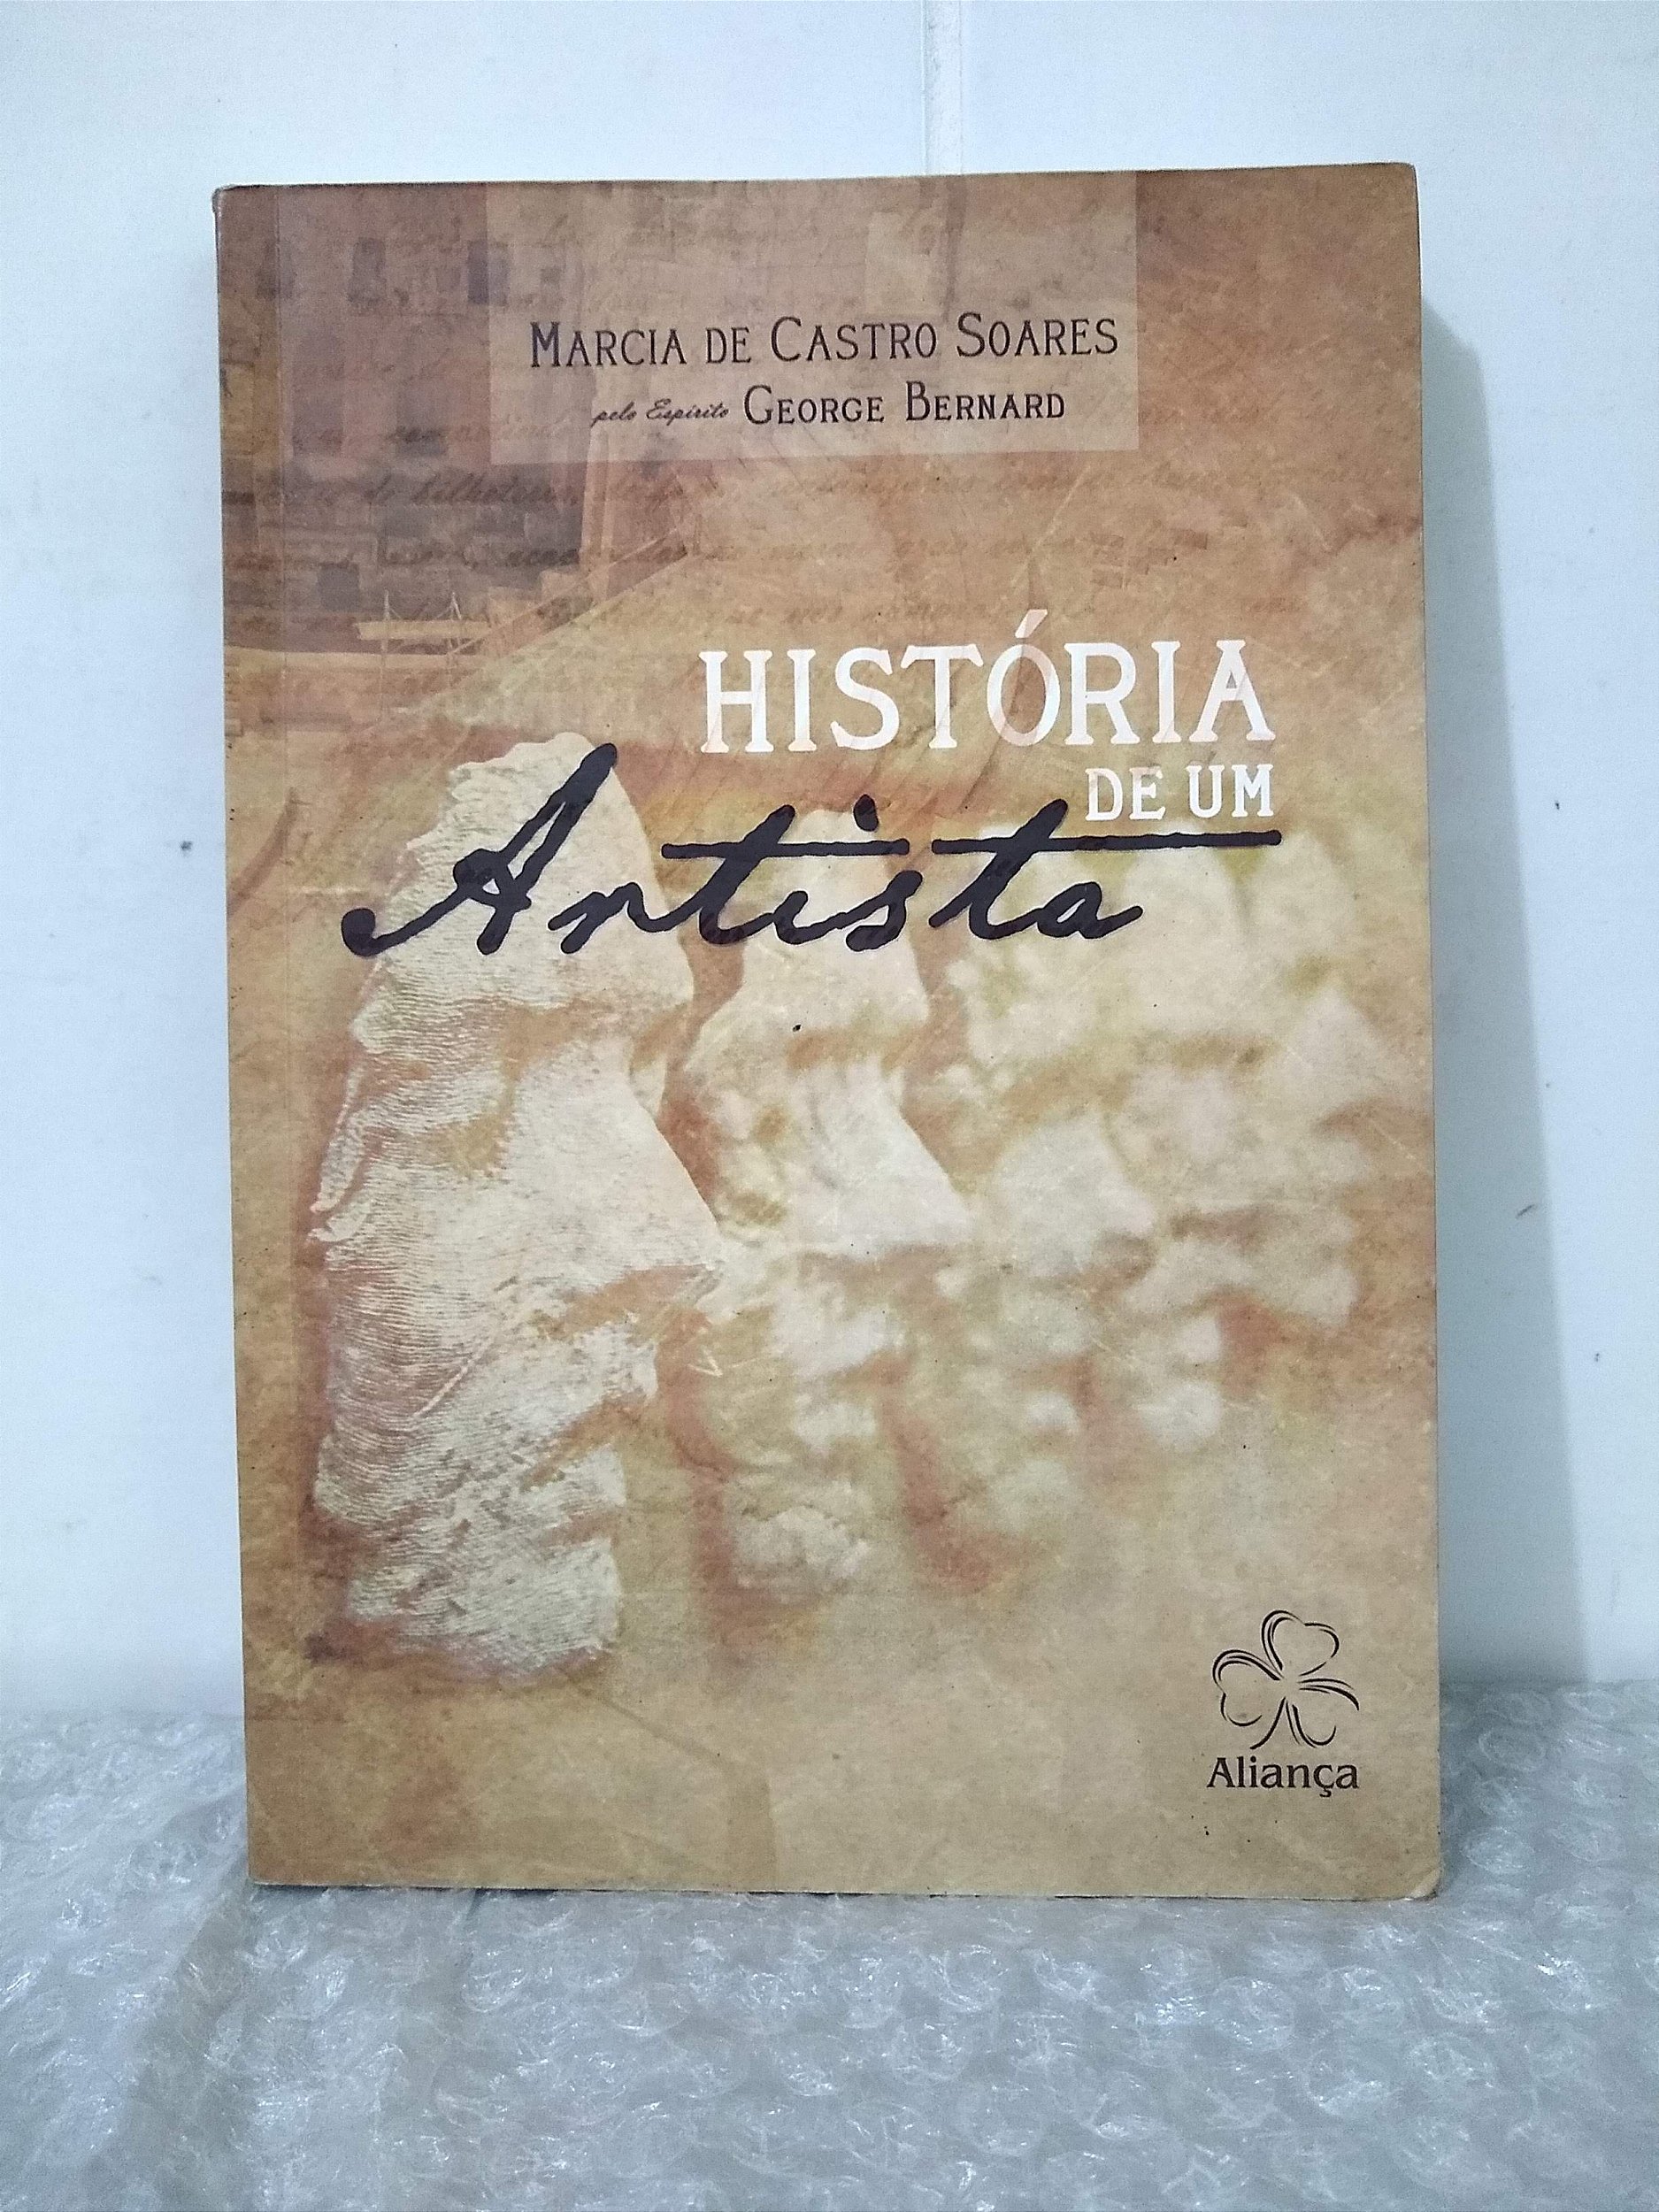 MARCIA DE CASTRO SOARES
pelo Espírito GEORGE BERNARD
HISTÓRIA
DE UM
Artista
Aliança